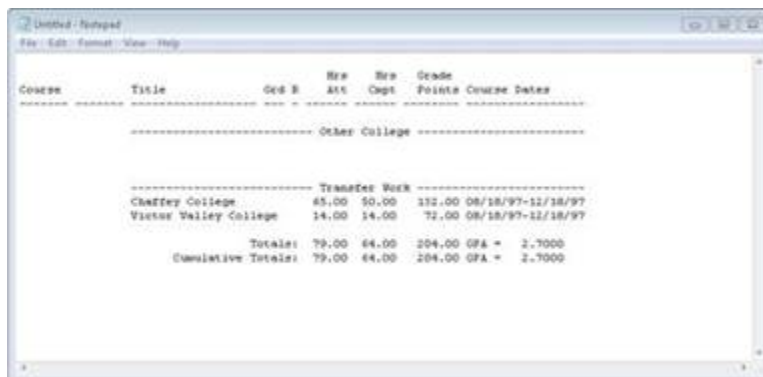 Untitled - Notepad
File Edit Format View Help
Hrs Hrs Grade
Course Title Grd R Att Cmpt Points Course Dates
------- ------- ------------------- --- - ------ ------ -------- -----------------
--------------------------- Other College -------------------------
--------------------------- Transfer Work -------------------------
Chaffey College 65.00 50.00 132.00 08/18/97-12/18/97
Victor Valley College 14.00 14.00 72.00 08/18/97-12/18/97
Totals: 79.00 64.00 204.00 GPA = 2.7000
Cumulative Totals: 79.00 64.00 204.00 GPA = 2.7000